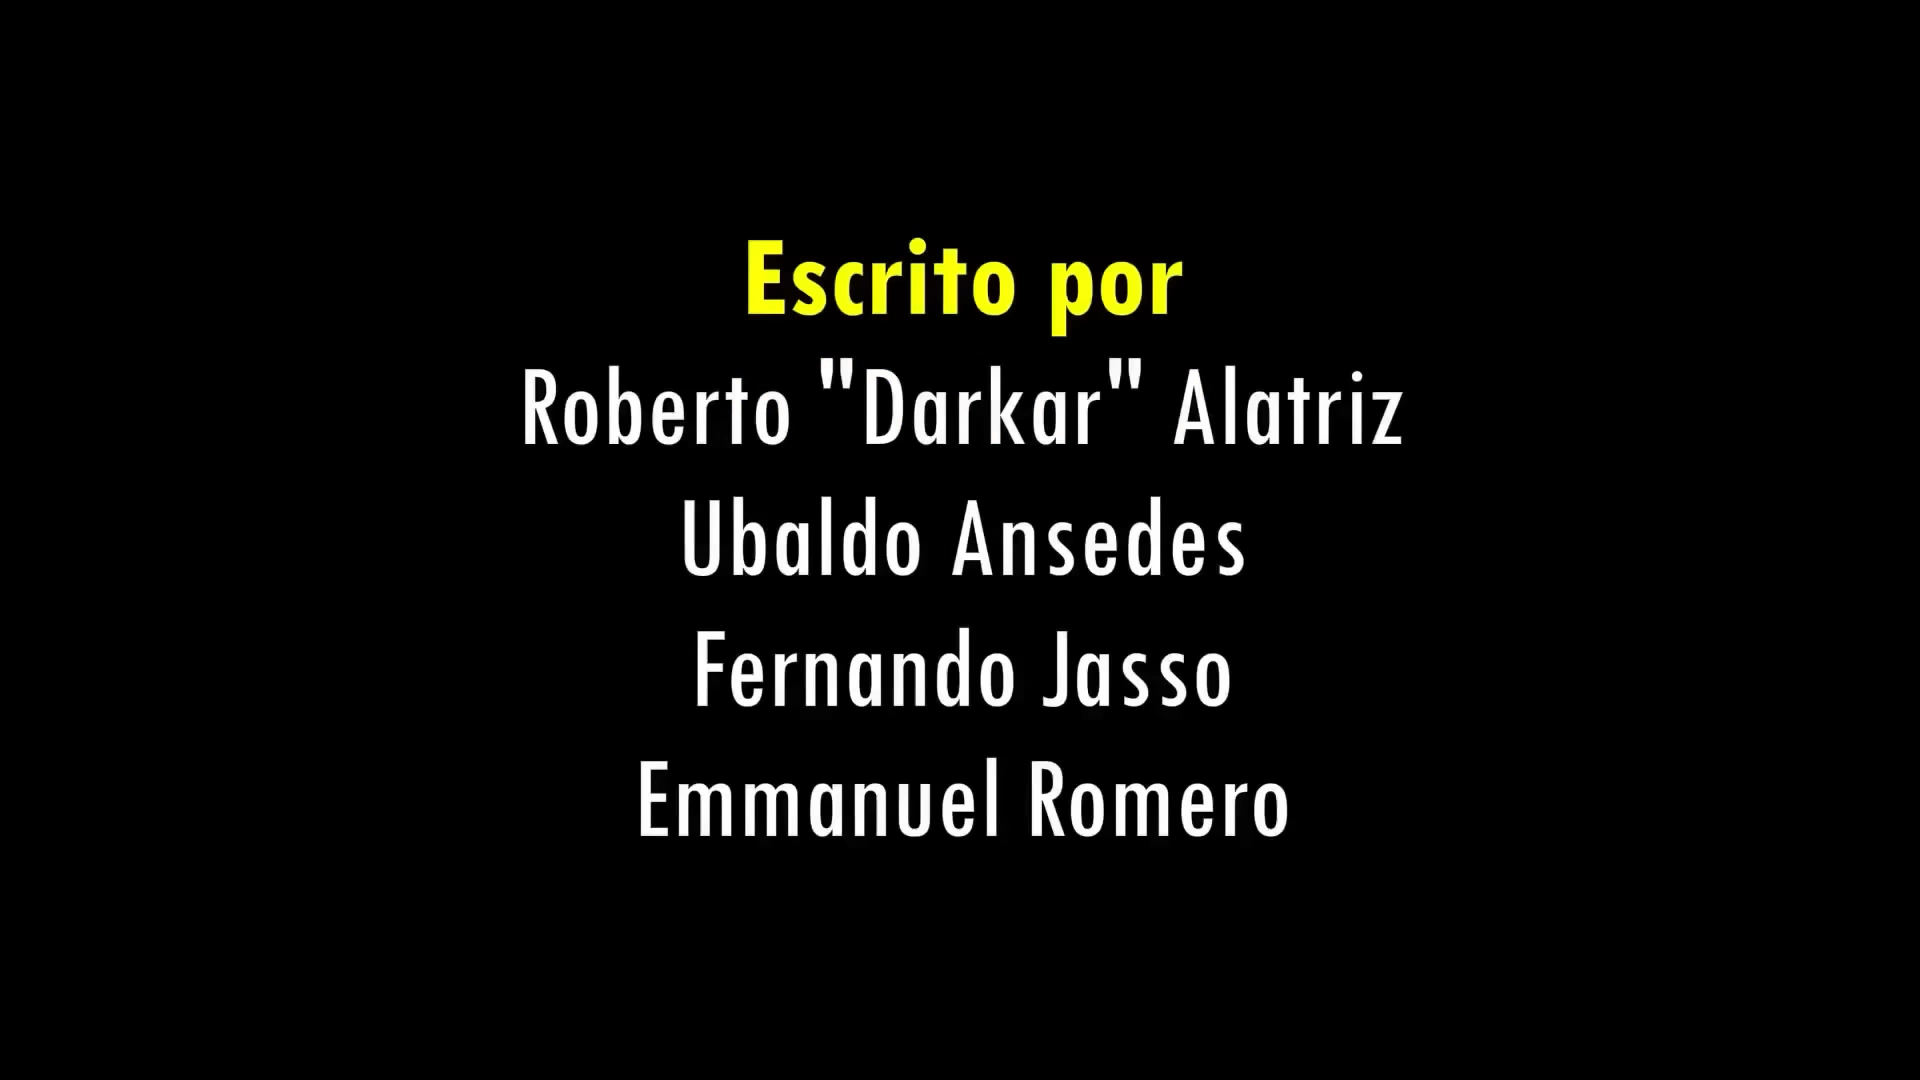 Escrito por
Roberto "Darkar" Alatriz
Ubaldo Ansedes
Fernando Jasso
Emmanuel Romero